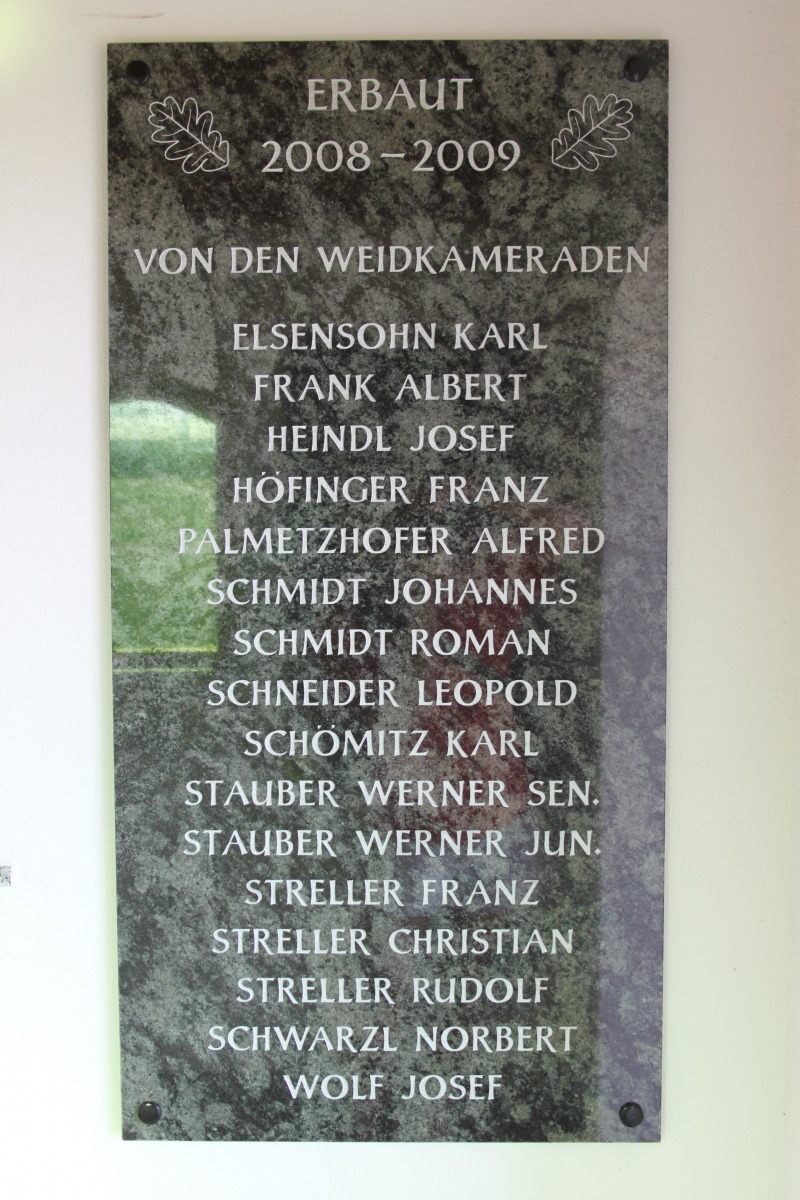 ERBAUT
2008–2009
VON DEN WEIDKAMERADEN
ELSENSOHN KARL
FRANK ALBERT
HEINDL JOSEF
HÖFINGER FRANZ
PALMETZHOFER ALFRED
SCHMIDT JOHANNES
SCHMIDT ROMAN
SCHNEIDER LEOPOLD
SCHÖMITZ KARL
STAUBER WERNER SEN.
STAUBER WERNER JUN.
STRELLER FRANZ
STRELLER CHRISTIAN
STRELLER RUDOLF
SCHWARZL NORBERT
WOLF JOSEF